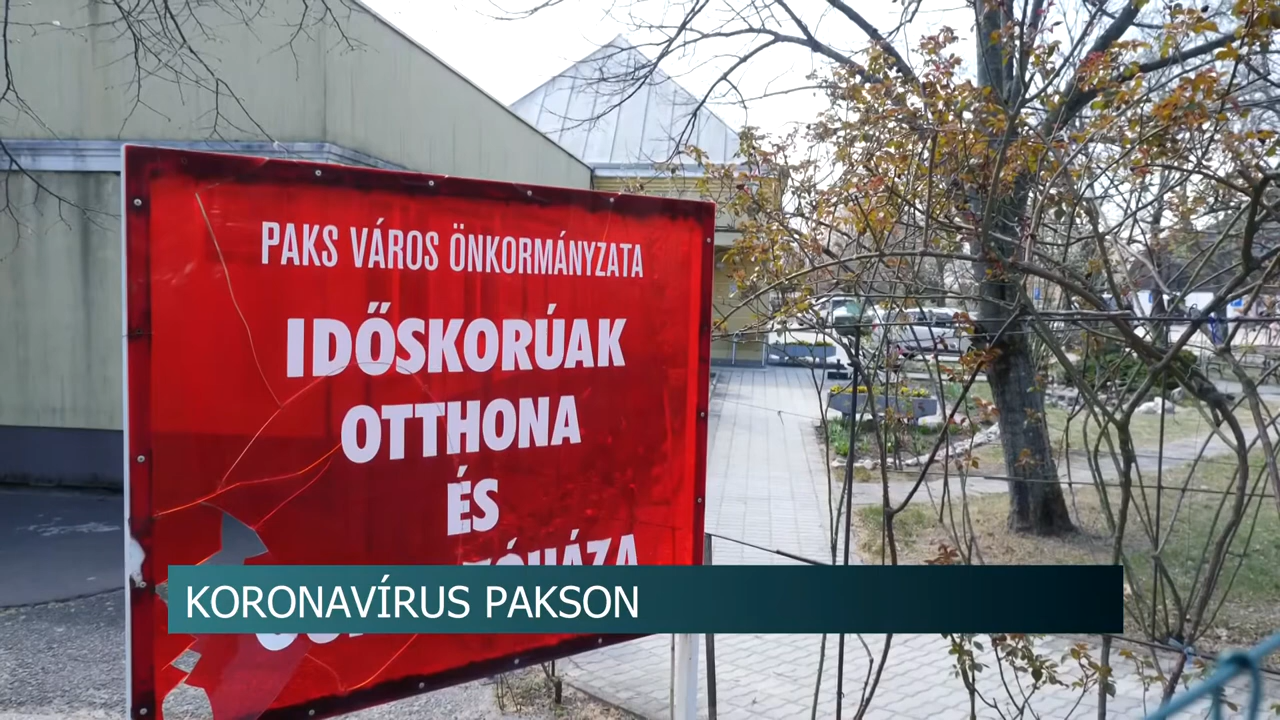 PAKS VÁROS ÖNKORMÁNYZATA
IDŐSKORÚAK
OTTHONA
ÉS
KORONAVÍRUS PAKSON